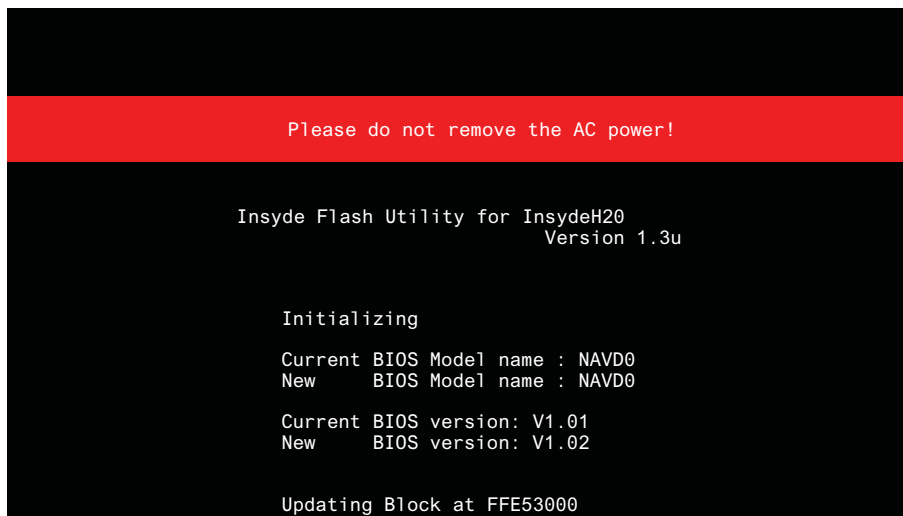 Please do not remove the AC power!
Insyde Flash Utility for InsydeH20
Version 1.3u
Initializing
Current BIOS Model name : NAVD0
New BIOS Model name : NAVD0
Current BIOS version: V1.01
New BIOS version: V1.02
Updating Block at FFE53000